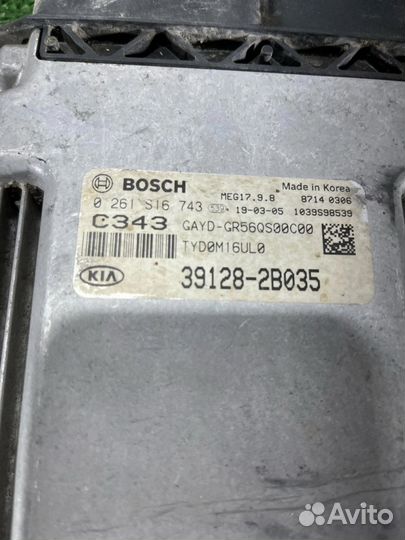 BOSCH
MEG17.9.8
Made in Korea
8714 0306
0 261 S16 743
19-03-05
1039S98539
C343
GAYD-GR56QS00C00
TYD0M16UL0
KIA
39128-2B035
Avito